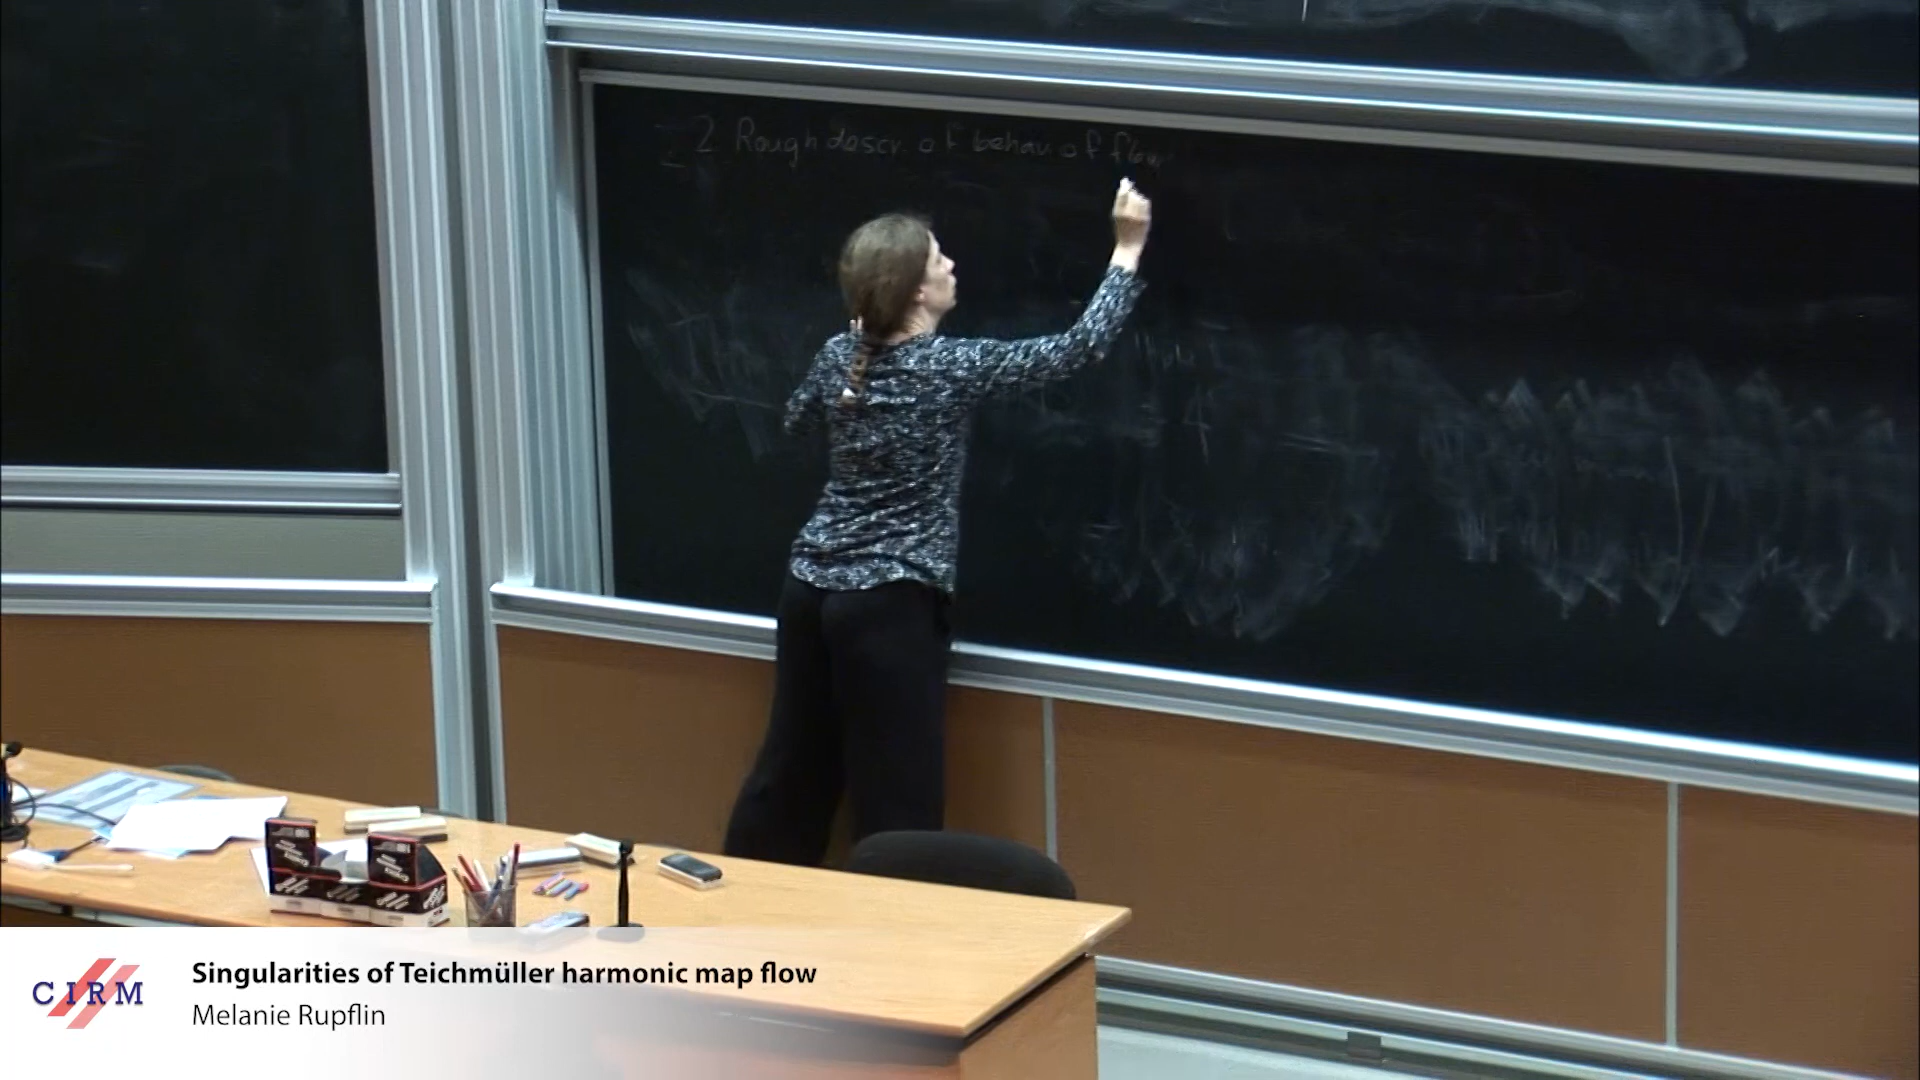 2 Rough descr. of behav of flow
CIRM
Singularities of Teichmüller harmonic map flow
Melanie Rupflin